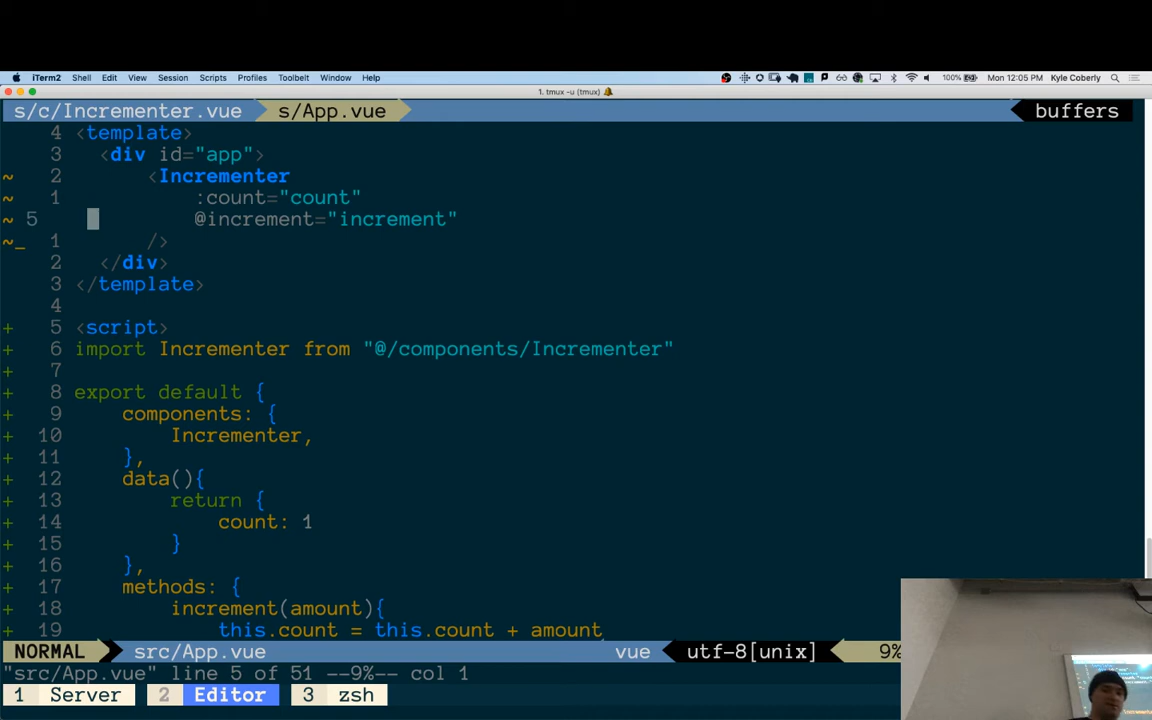 iTerm2 Shell Edit View Session Scripts Profiles Toolbelt Window Help 100% Mon 12:05 PM Kyle Coberly
1. tmux -u (tmux)
s/c/Incrementer.vue s/App.vue buffers
4 <template>
3 <div id="app">
~ 2 <Incrementer
~ 1 :count="count"
~ 5 @increment="increment"
~_ 1 />
2 </div>
3 </template>
4
+ 5 <script>
+ 6 import Incrementer from "@/components/Incrementer"
+ 7
+ 8 export default {
+ 9 components: {
+ 10 Incrementer,
+ 11 },
+ 12 data(){
+ 13 return {
+ 14 count: 1
+ 15 }
+ 16 },
+ 17 methods: {
+ 18 increment(amount){
+ 19 this.count = this.count + amount
NORMAL src/App.vue vue utf-8[unix] 9%
"src/App.vue" line 5 of 51 --9%-- col 1
1 Server 2 Editor 3 zsh